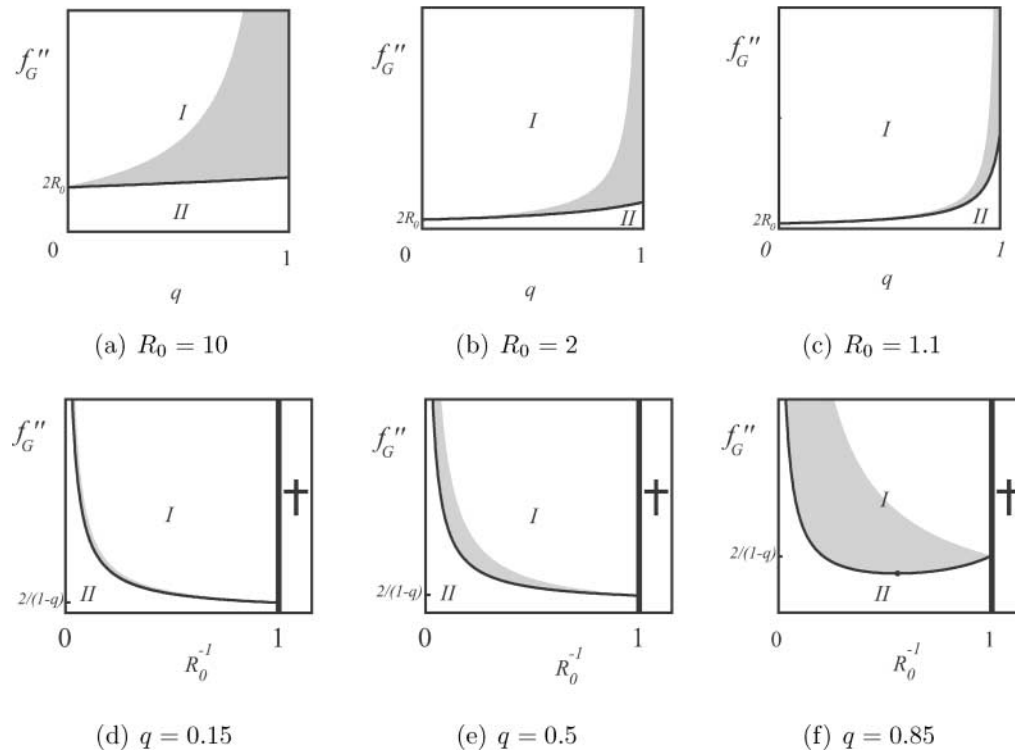 f_G''
I
2R_0
II
0
1
q
(a) R_0 = 10
f_G''
I
2R_0
II
0
1
q
(b) R_0 = 2
f_G''
I
2R_0
II
0
1
q
(c) R_0 = 1.1
f_G''
I
†
2/(1-q)
II
0
1
R_0^{-1}
(d) q = 0.15
f_G''
I
†
2/(1-q)
II
0
1
R_0^{-1}
(e) q = 0.5
f_G''
I
†
2/(1-q)
II
0
1
R_0^{-1}
(f) q = 0.85